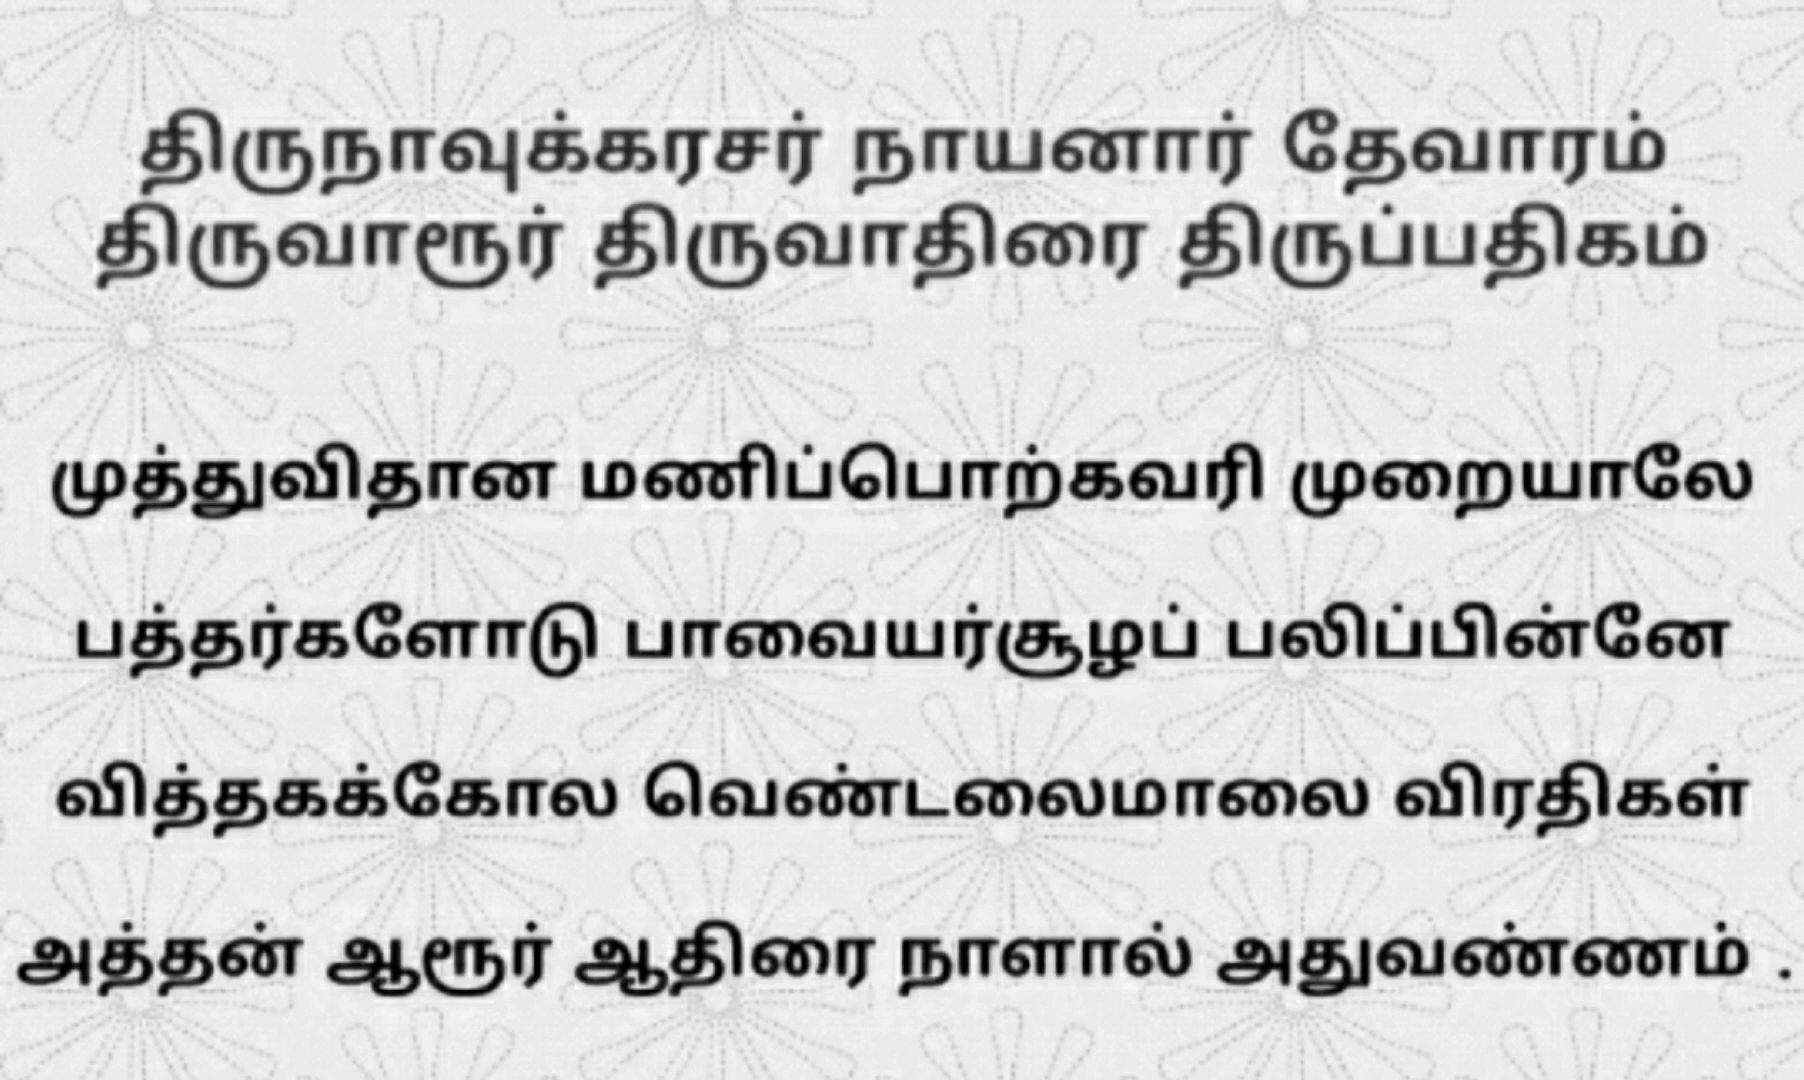 திருநாவுக்கரசர் நாயனார் தேவாரம்
திருவாரூர் திருவாதிரை திருப்பதிகம்
முத்துவிதான மணிப்பொற்கவரி முறையாலே
பத்தர்களோடு பாவையர்சூழப் பலிப்பின்னே
வித்தகக்கோல வெண்டலைமாலை விரதிகள்
அத்தன் ஆரூர் ஆதிரை நாளால் அதுவண்ணம் .